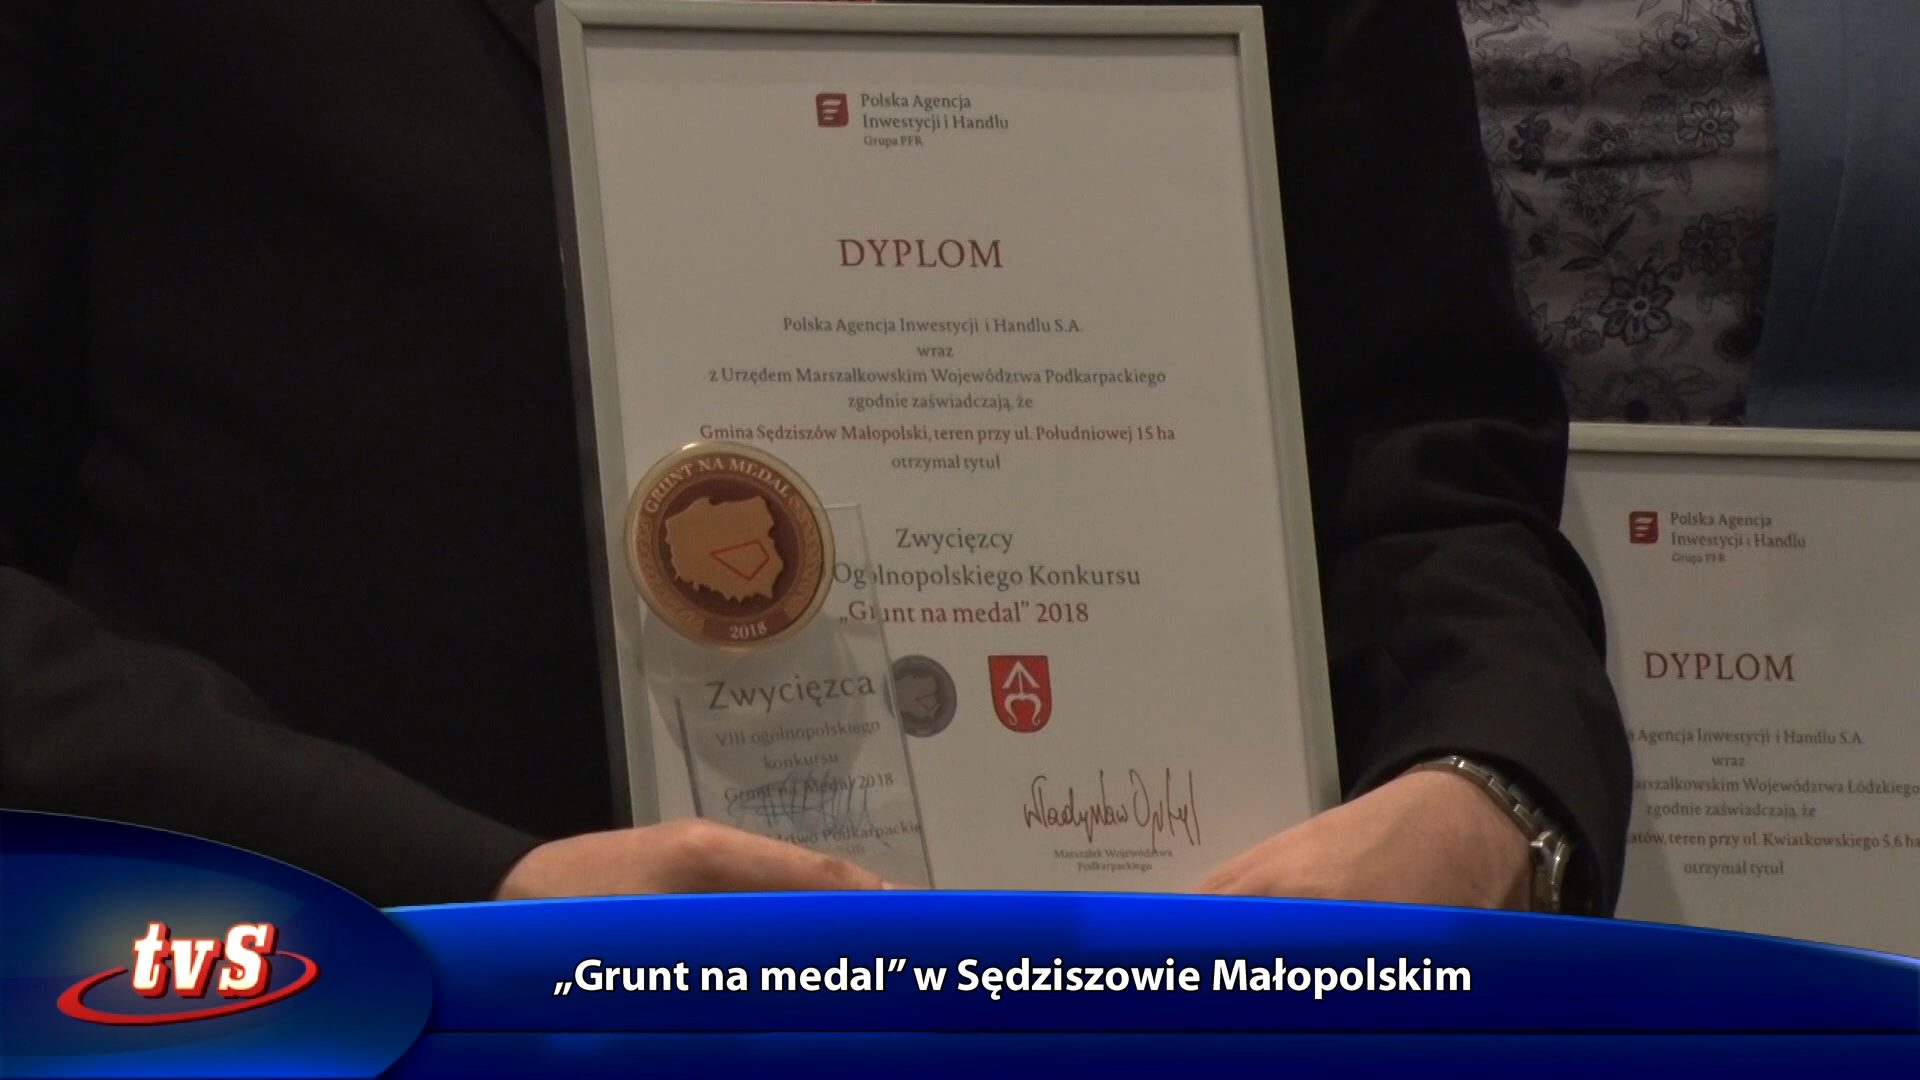 Polska Agencja
Inwestycji i Handlu
Grupa PFR
DYPLOM
Polska Agencja Inwestycji i Handlu S.A.
wraz
z Urzędem Marszałkowskim Województwa Podkarpackiego
zgodnie zaświadczają, że
Gmina Sędziszów Małopolski, teren przy ul. Południowej 15 ha
otrzymał tytuł
Zwycięzcy
Ogólnopolskiego Konkursu
„Grunt na medal” 2018
Marszałek Województwa
Podkarpackiego
GRUNT NA MEDAL
2018
Zwycięzca
VIII ogólnopolskiego
konkursu
Grunt na Medal 2018
Podkarpackie
Polska Agencja
Inwestycji i Handlu
Grupa PFR
DYPLOM
Agencja Inwestycji i Handlu S.A.
wraz
Marszałkowskim Województwa Łódzkiego
zgodnie zaświadczają, że
teren przy ul. Kwiatkowskiego 5,6 ha
otrzymał tytuł
tvS
„Grunt na medal” w Sędziszowie Małopolskim